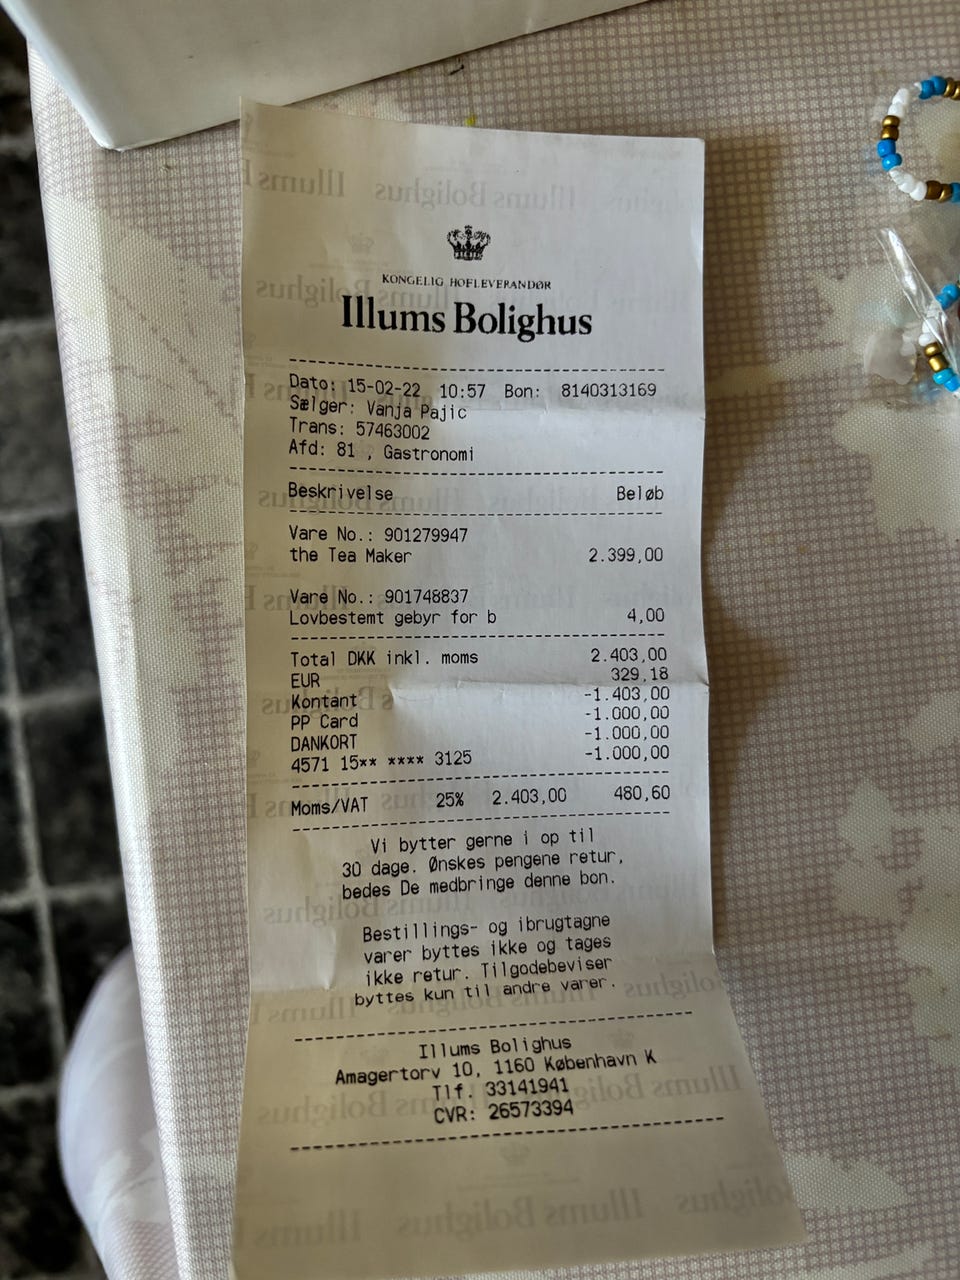 KONGELIG HOFLEVERANDØR
Illums Bolighus
Dato: 15-02-22 10:57 Bon: 8140313169
Sælger: Vanja Pajic
Trans: 57463002
Afd: 81 , Gastronomi
Beskrivelse Beløb
Vare No.: 901279947
the Tea Maker 2.399,00
Vare No.: 901748837
Lovbestemt gebyr for b 4,00
Total DKK inkl. moms 2.403,00
EUR 329,18
Kontant -1.403,00
PP Card -1.000,00
DANKORT -1.000,00
4571 15** **** 3125 -1.000,00
Moms/VAT 25% 2.403,00 480,60
Vi bytter gerne i op til
30 dage. Ønskes pengene retur,
bedes De medbringe denne bon.
Bestillings- og ibrugtagne
varer byttes ikke og tages
ikke retur. Tilgodebeviser
byttes kun til andre varer.
Illums Bolighus
Amagertorv 10, 1160 København K
Tlf. 33141941
CVR: 26573394